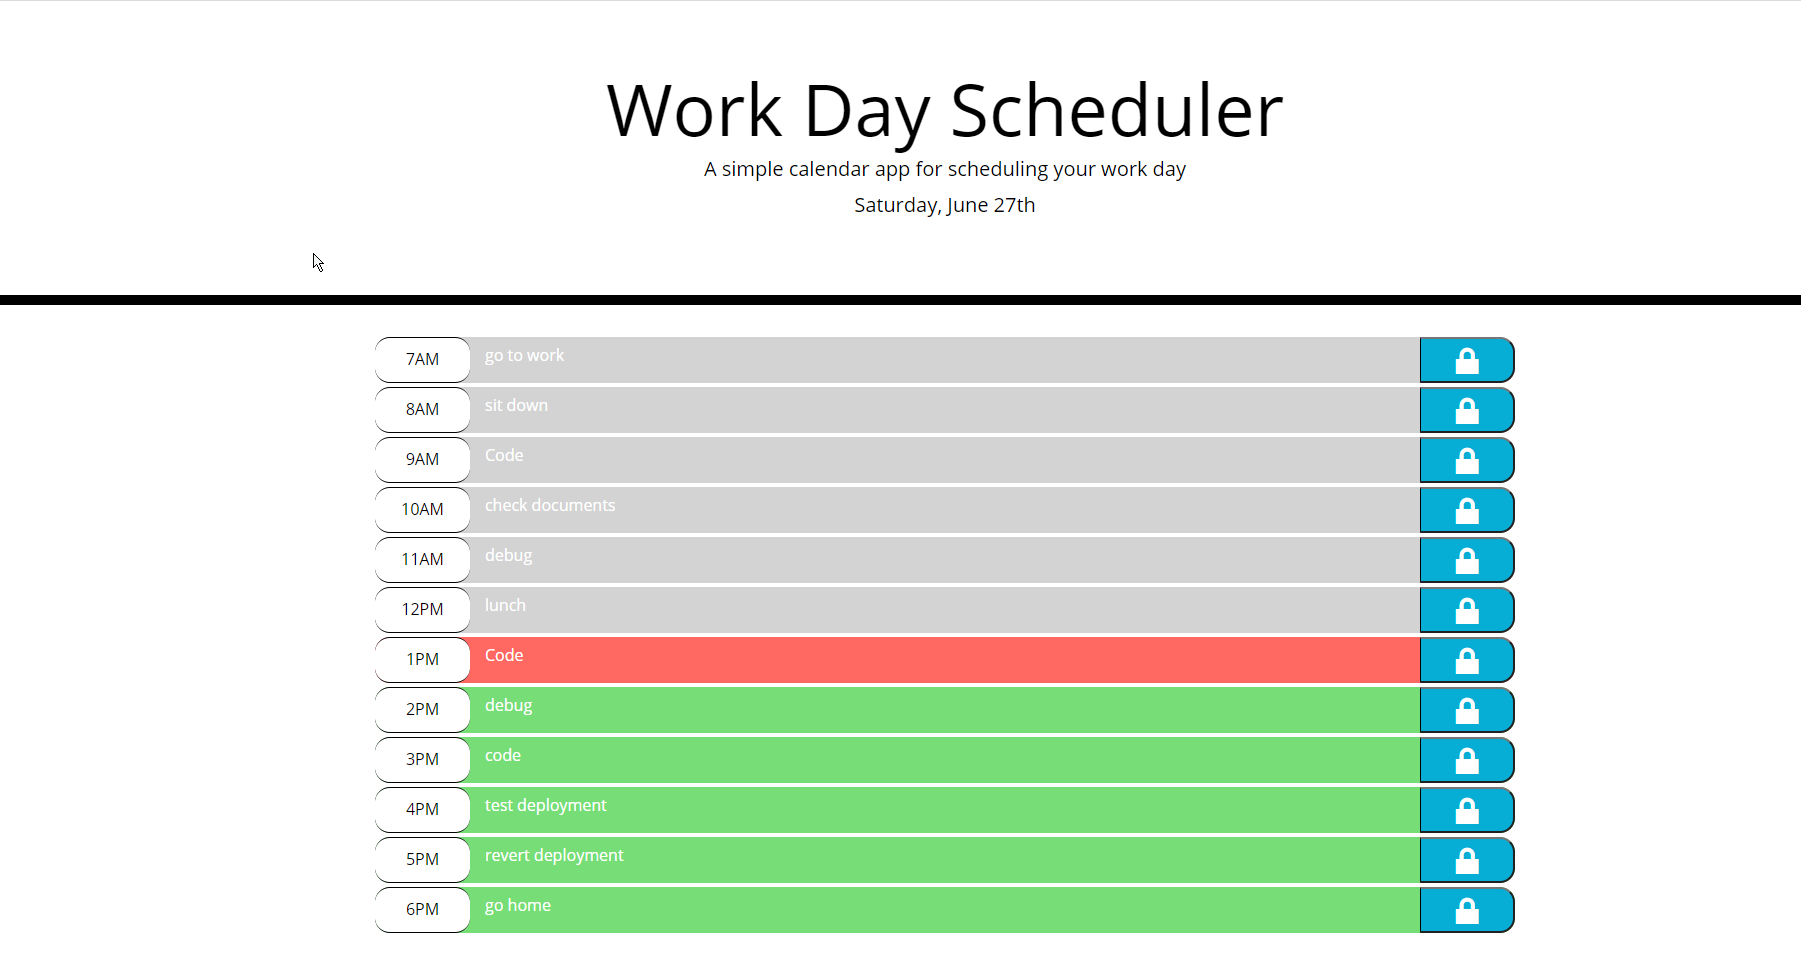 Work Day Scheduler
A simple calendar app for scheduling your work day
Saturday, June 27th
7AM go to work
8AM sit down
9AM Code
10AM check documents
11AM debug
12PM lunch
1PM Code
2PM debug
3PM code
4PM test deployment
5PM revert deployment
6PM go home